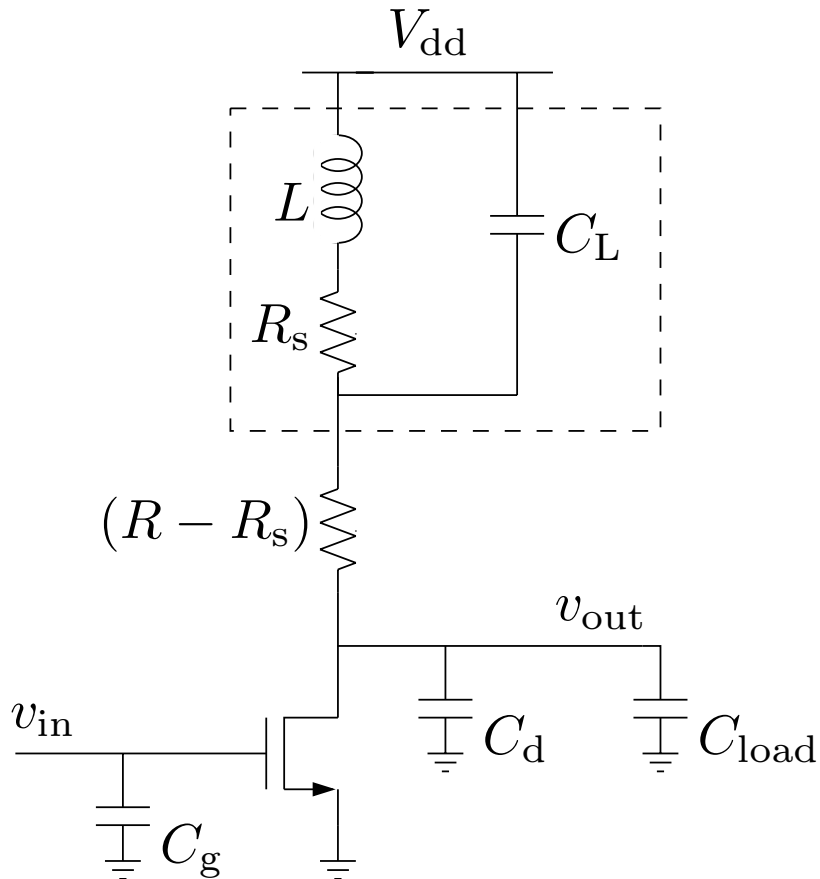 V_dd
L
C_L
R_s
(R − R_s)
v_out
v_in
C_d
C_load
C_g